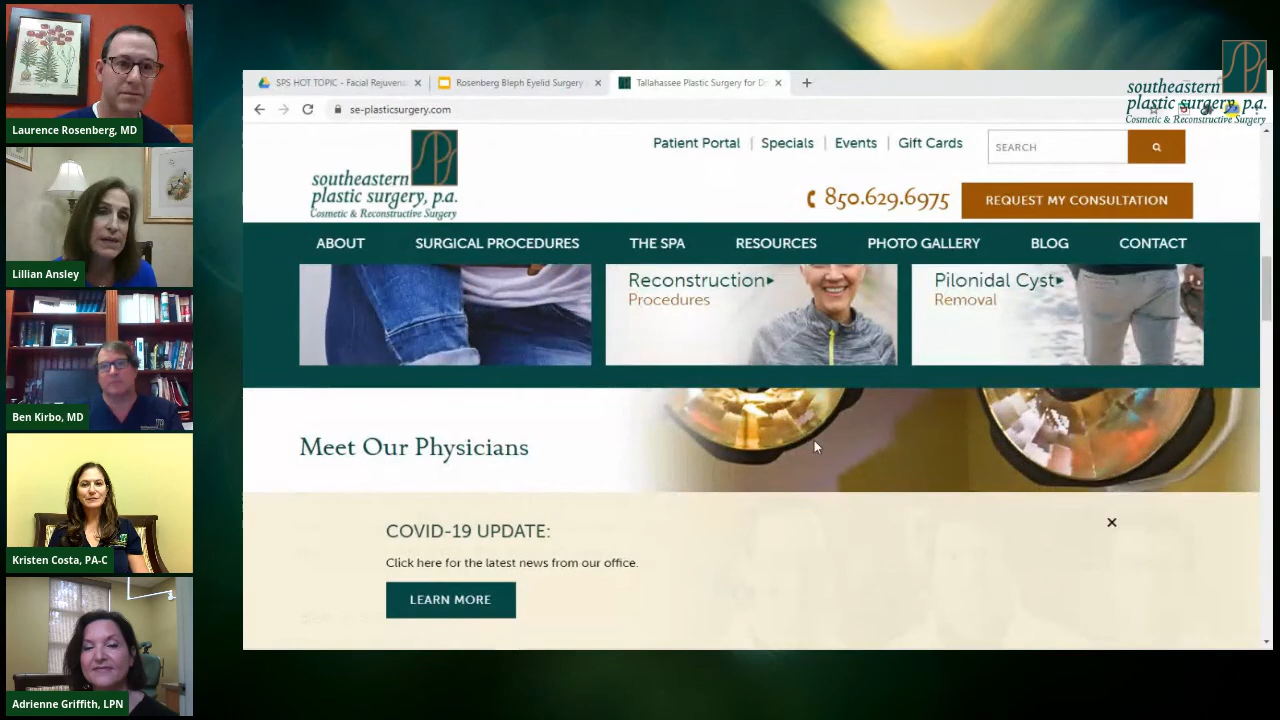 Laurence Rosenberg, MD
Lillian Ansley
Ben Kirbo, MD
Kristen Costa, PA-C
Adrienne Griffith, LPN
SPS HOT TOPIC - Facial Rejuven
Rosenberg Bleph Eyelid Surgery
Tallahassee Plastic Surgery for D
se-plasticsurgery.com
southeastern
plastic surgery, p.a.
Cosmetic & Reconstructive Surgery
southeastern
plastic surgery, p.a.
Cosmetic & Reconstructive Surgery
Patient Portal | Specials | Events | Gift Cards
SEARCH
850.629.6975
REQUEST MY CONSULTATION
ABOUT SURGICAL PROCEDURES THE SPA RESOURCES PHOTO GALLERY BLOG CONTACT
Reconstruction
Procedures
Pilonidal Cyst
Removal
Meet Our Physicians
COVID-19 UPDATE:
Click here for the latest news from our office.
LEARN MORE